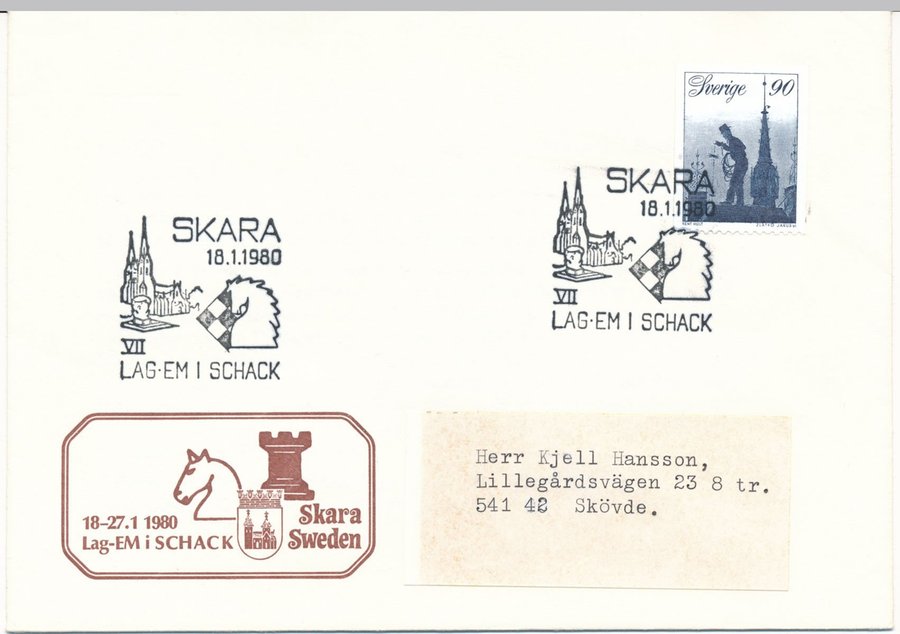 Sverige 90
SKARA
18.1.1980
VII
LAG·EM I SCHACK
SKARA
18.1.1980
VII
LAG·EM I SCHACK
18-27.1 1980
Lag-EM i SCHACK
Skara
Sweden
Herr Kjell Hansson,
Lillegårdsvägen 23 8 tr.
541 42 Skövde.